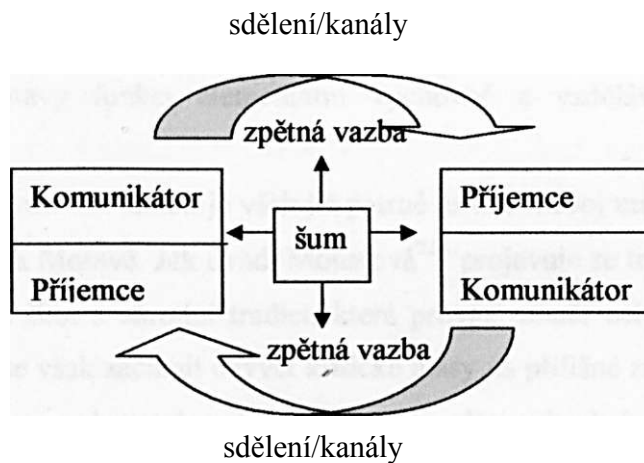 sdělení/kanály
zpětná vazba
Komunikátor
Příjemce
šum
Příjemce
Komunikátor
zpětná vazba
sdělení/kanály